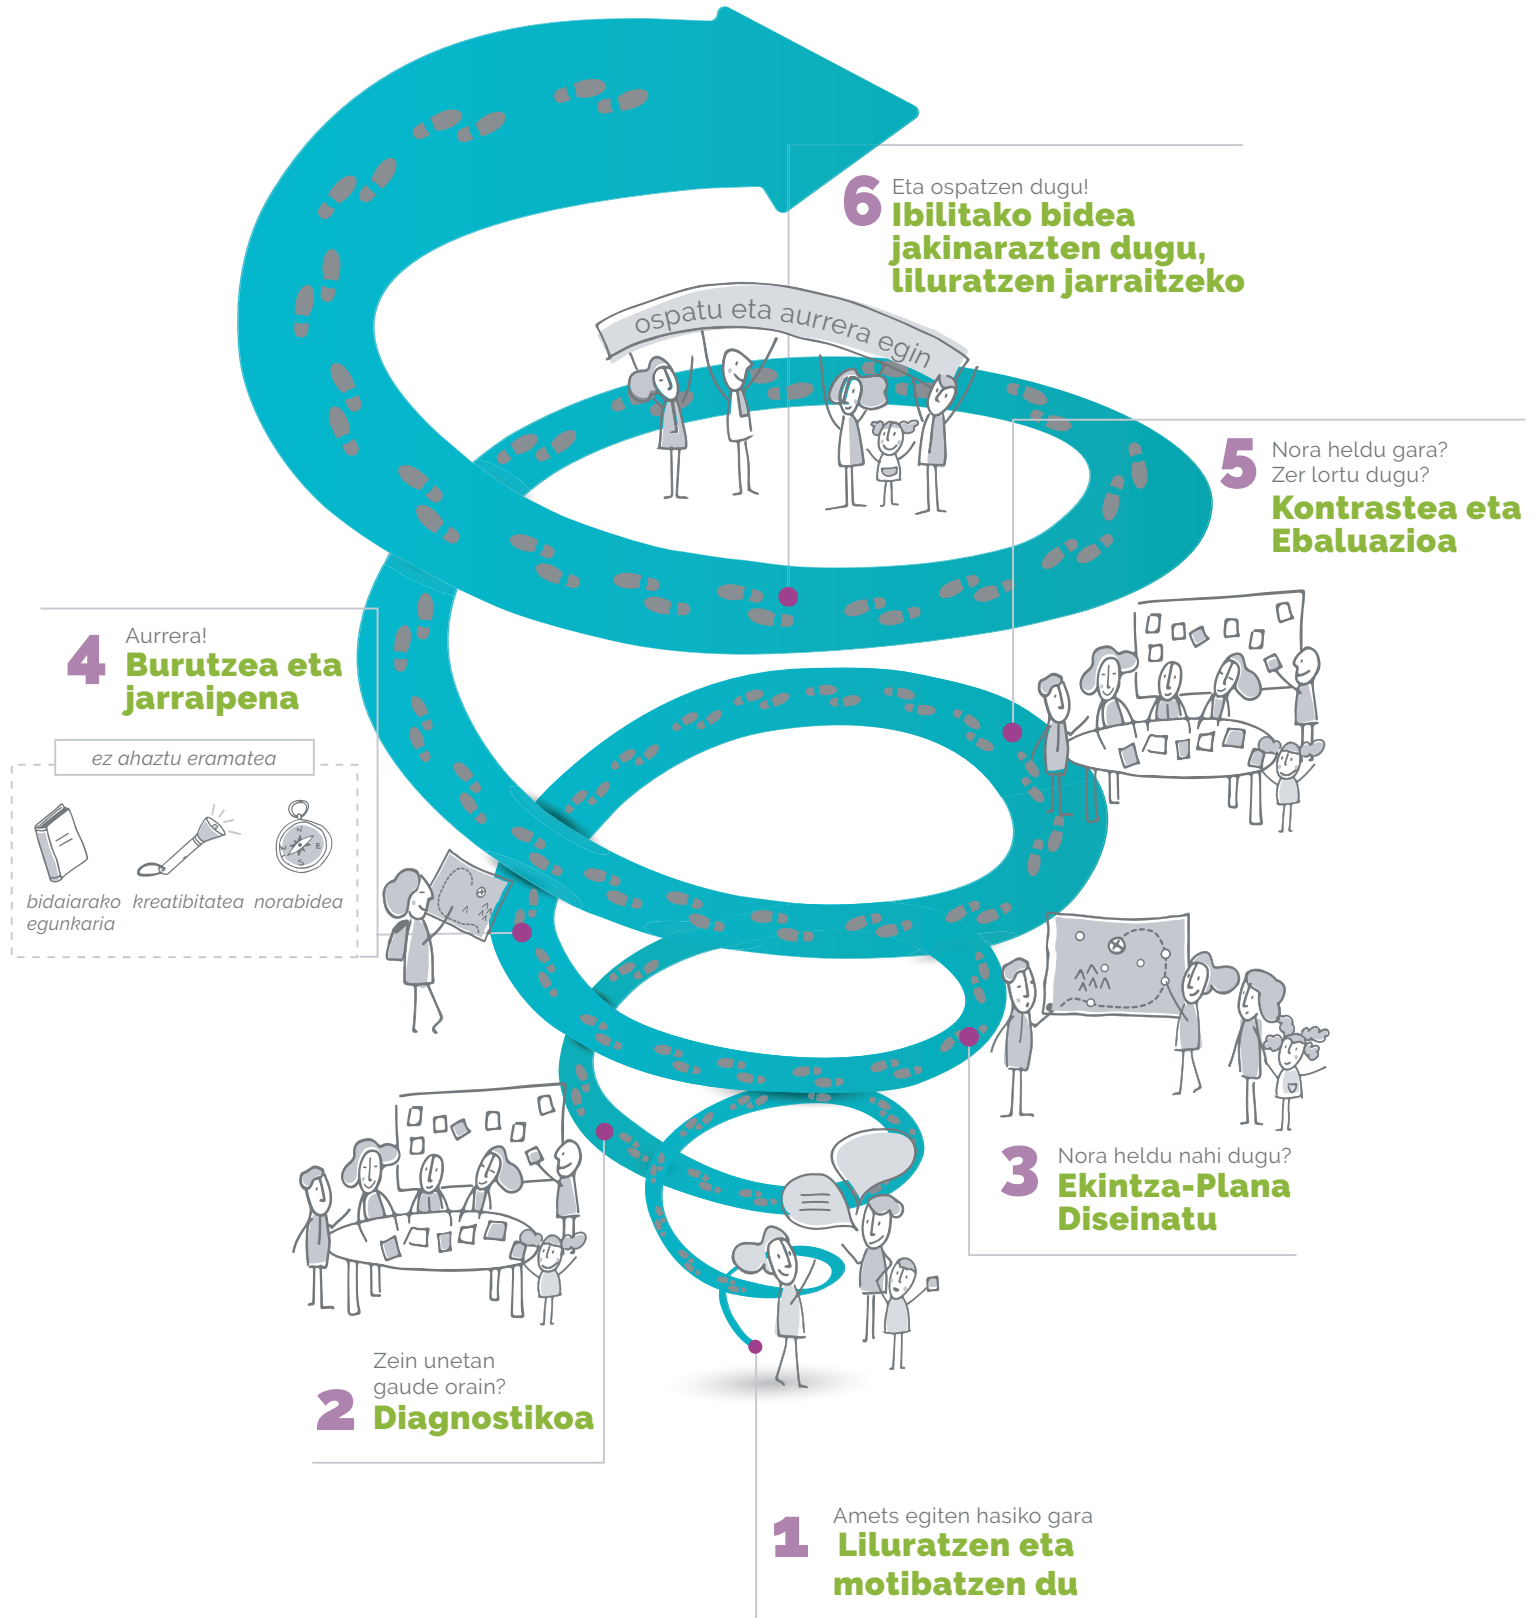 6
Eta ospatzen dugu!
Ibilitako bidea
jakinarazten dugu,
liluratzen jarraitzeko
ospatu eta aurrera egin
5
Nora heldu gara?
Zer lortu dugu?
Kontrastea eta
Ebaluazioa
4
Aurrera!
Burutzea eta
jarraipena
ez ahaztu eramatea
N
E
S
bidaiarako
egunkaria
kreatibitatea
norabidea
3
Nora heldu nahi dugu?
Ekintza-Plana
Diseinatu
2
Zein unetan
gaude orain?
Diagnostikoa
1
Amets egiten hasiko gara
Liluratzen eta
motibatzen du